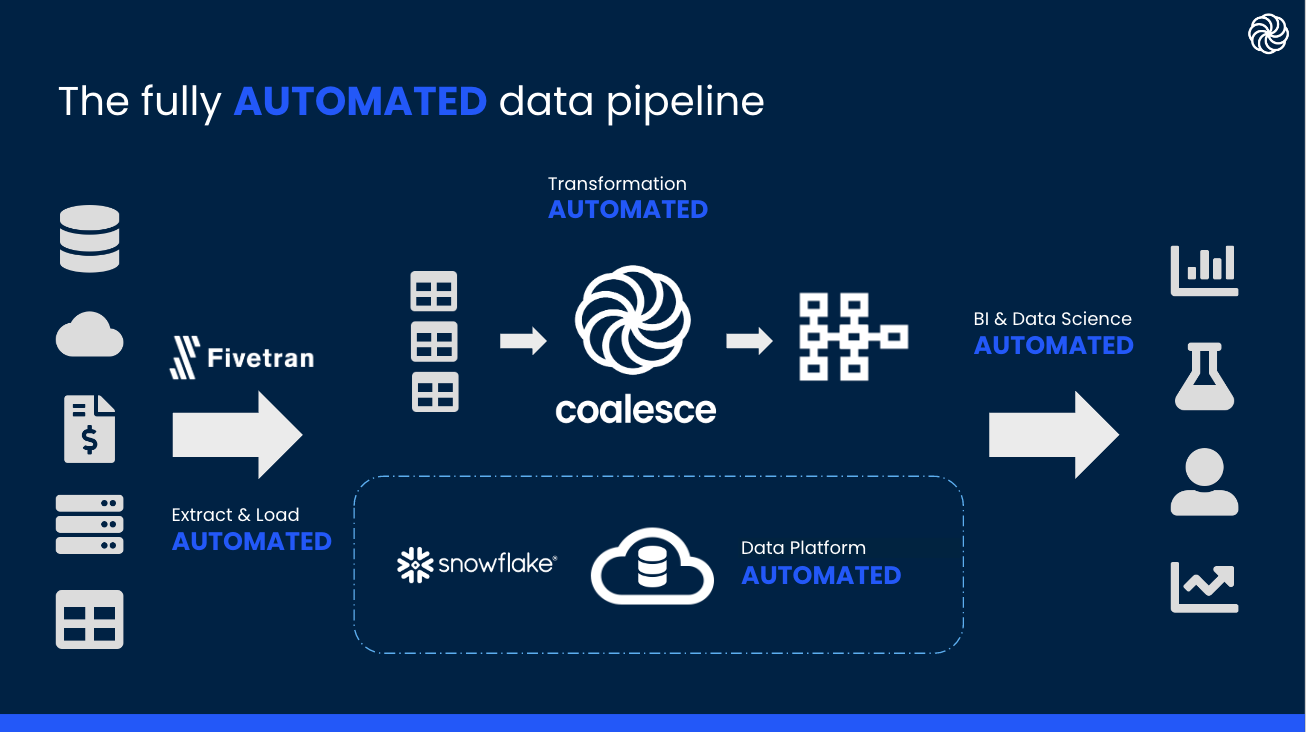 The fully AUTOMATED data pipeline
Transformation
AUTOMATED
Fivetran
coalesce
BI & Data Science
AUTOMATED
Extract & Load
AUTOMATED
snowflake®
Data Platform
AUTOMATED
$